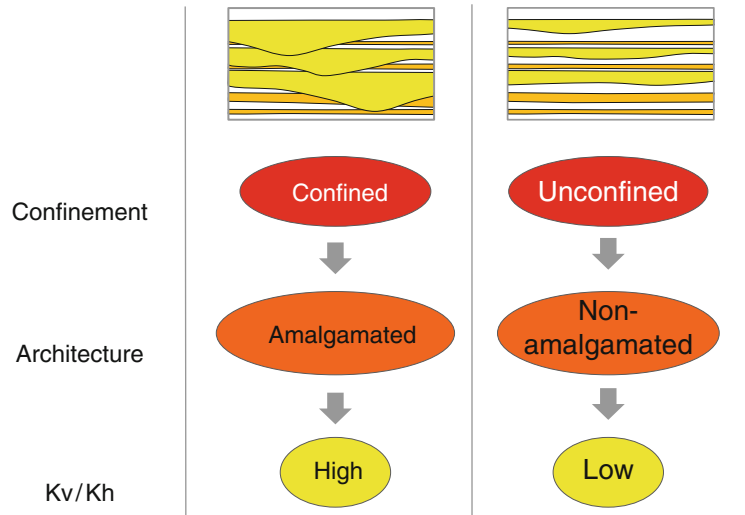 Confinement
Confined
Unconfined
Architecture
Amalgamated
Non-
amalgamated
Kv/Kh
High
Low